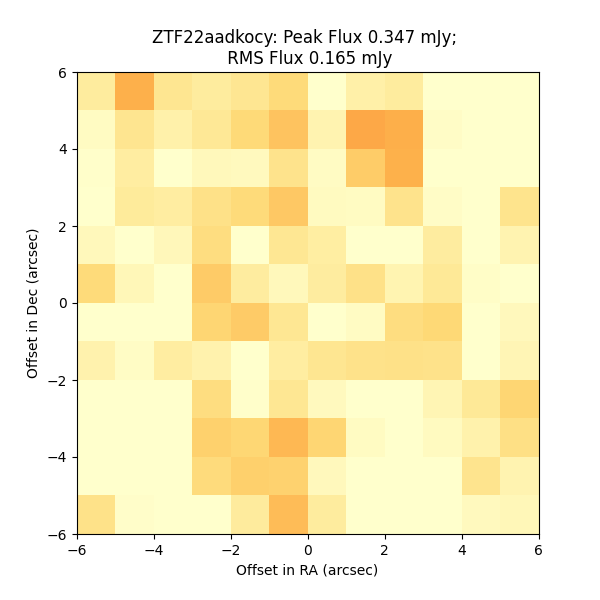 ZTF22aadkocy: Peak Flux 0.347 mJy;
RMS Flux 0.165 mJy
6
4
2
0
−2
−4
−6
Offset in Dec (arcsec)
−6 −4 −2 0 2 4 6
Offset in RA (arcsec)